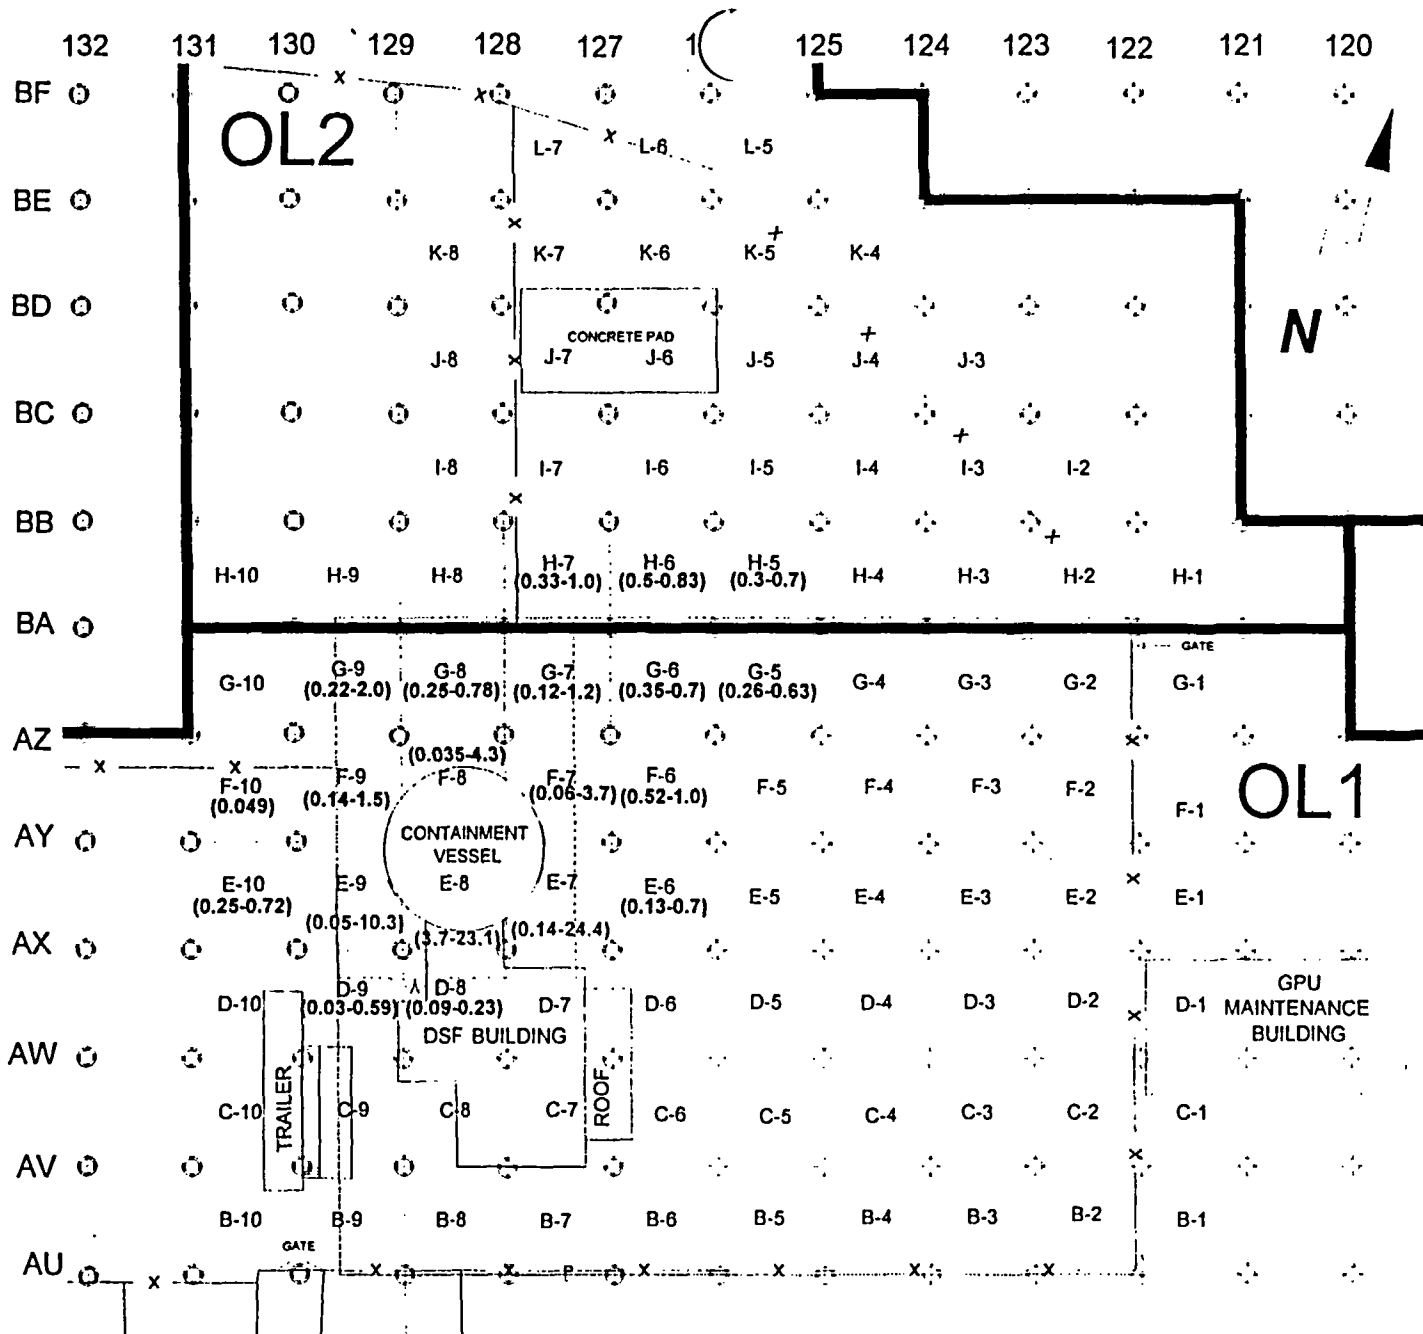 132 131 130 129 128 127 1 125 124 123 122 121 120
BF
OL2
L-7 L-6 L-5
BE
K-8 K-7 K-6 K-5 K-4
BD
CONCRETE PAD
N
J-8 J-7 J-6 J-5 J-4 J-3
BC
I-8 I-7 I-6 I-5 I-4 I-3 I-2
BB
H-10 H-9 H-8 H-7 H-6 H-5 H-4 H-3 H-2 H-1
(0.33-1.0) (0.5-0.83) (0.3-0.7)
BA
GATE
G-10 G-9 G-8 G-7 G-6 G-5 G-4 G-3 G-2 G-1
(0.22-2.0) (0.25-0.78) (0.12-1.2) (0.35-0.7) (0.26-0.63)
AZ
(0.035-4.3)
F-10 F-9 F-8 F-7 F-6 F-5 F-4 F-3 F-2 F-1
(0.049) (0.14-1.5) (0.06-3.7) (0.52-1.0)
OL1
AY
CONTAINMENT
VESSEL
E-10 E-9 E-8 E-7 E-6 E-5 E-4 E-3 E-2 E-1
(0.25-0.72) (0.13-0.7)
(0.05-10.3) (3.7-23.1) (0.14-24.4)
AX
D-10 D-9 D-8 D-7 D-6 D-5 D-4 D-3 D-2 D-1
(0.03-0.59) (0.09-0.23)
GPU
MAINTENANCE
BUILDING
DSF BUILDING
AW
TRAILER
ROOF
C-10 C-9 C-8 C-7 C-6 C-5 C-4 C-3 C-2 C-1
AV
B-10 B-9 B-8 B-7 B-6 B-5 B-4 B-3 B-2 B-1
GATE
AU